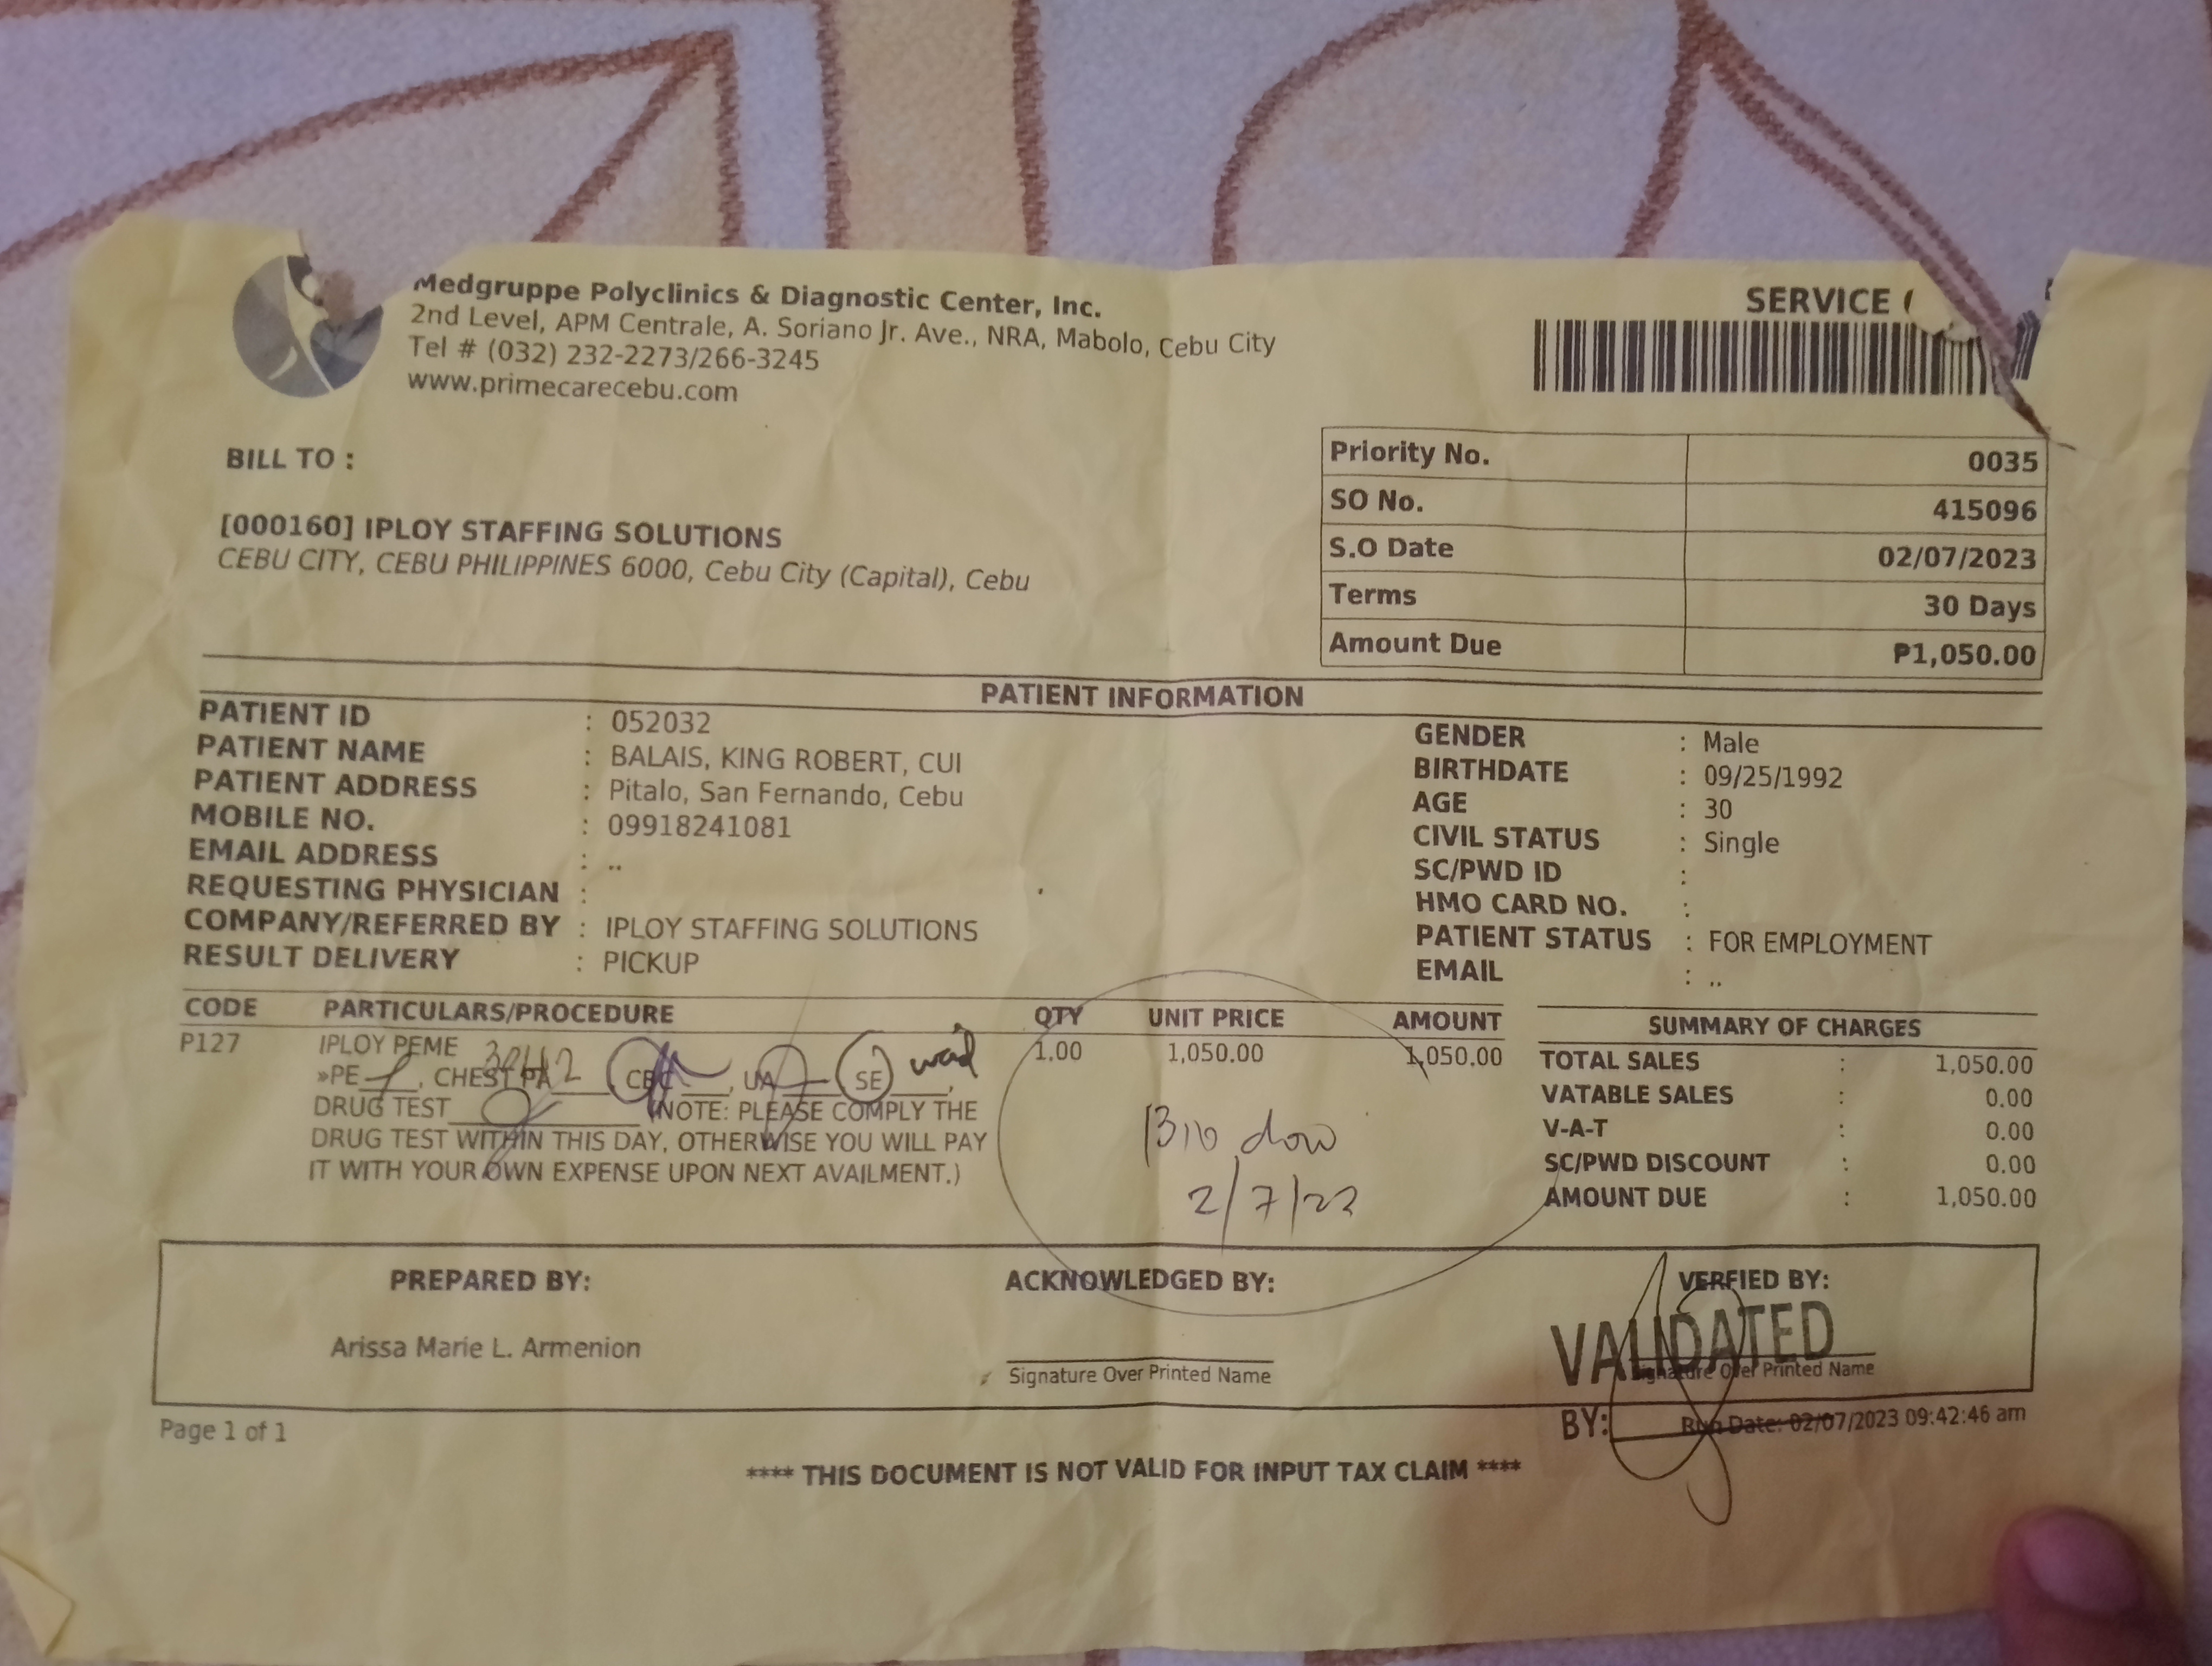 Medgruppe Polyclinics & Diagnostic Center, Inc.
2nd Level, APM Centrale, A. Soriano Jr. Ave., NRA, Mabolo, Cebu City
Tel # (032) 232-2273/266-3245
www.primecarecebu.com
SERVICE
BILL TO :
[000160] IPLOY STAFFING SOLUTIONS
CEBU CITY, CEBU PHILIPPINES 6000, Cebu City (Capital), Cebu
Priority No. 0035
SO No. 415096
S.O Date 02/07/2023
Terms 30 Days
Amount Due ₱1,050.00
PATIENT INFORMATION
PATIENT ID : 052032
PATIENT NAME : BALAIS, KING ROBERT, CUI
PATIENT ADDRESS : Pitalo, San Fernando, Cebu
MOBILE NO. : 09918241081
EMAIL ADDRESS : ..
REQUESTING PHYSICIAN :
COMPANY/REFERRED BY : IPLOY STAFFING SOLUTIONS
RESULT DELIVERY : PICKUP
GENDER : Male
BIRTHDATE : 09/25/1992
AGE : 30
CIVIL STATUS : Single
SC/PWD ID :
HMO CARD NO. :
PATIENT STATUS : FOR EMPLOYMENT
EMAIL : ..
CODE PARTICULARS/PROCEDURE QTY UNIT PRICE AMOUNT
P127 IPLOY PEME 1.00 1,050.00 1,050.00
»PE____, CHEST PA____, CBC____, UA____, SE____,
DRUG TEST____ (NOTE: PLEASE COMPLY THE
DRUG TEST WITHIN THIS DAY, OTHERWISE YOU WILL PAY
IT WITH YOUR OWN EXPENSE UPON NEXT AVAILMENT.)
2/7/23
SUMMARY OF CHARGES
TOTAL SALES : 1,050.00
VATABLE SALES : 0.00
V-A-T : 0.00
SC/PWD DISCOUNT : 0.00
AMOUNT DUE : 1,050.00
PREPARED BY:
Arissa Marie L. Armenion
ACKNOWLEDGED BY:
Signature Over Printed Name
VERFIED BY:
VALIDATED
Signature Over Printed Name
BY:
Run Date: 02/07/2023 09:42:46 am
Page 1 of 1
**** THIS DOCUMENT IS NOT VALID FOR INPUT TAX CLAIM ****